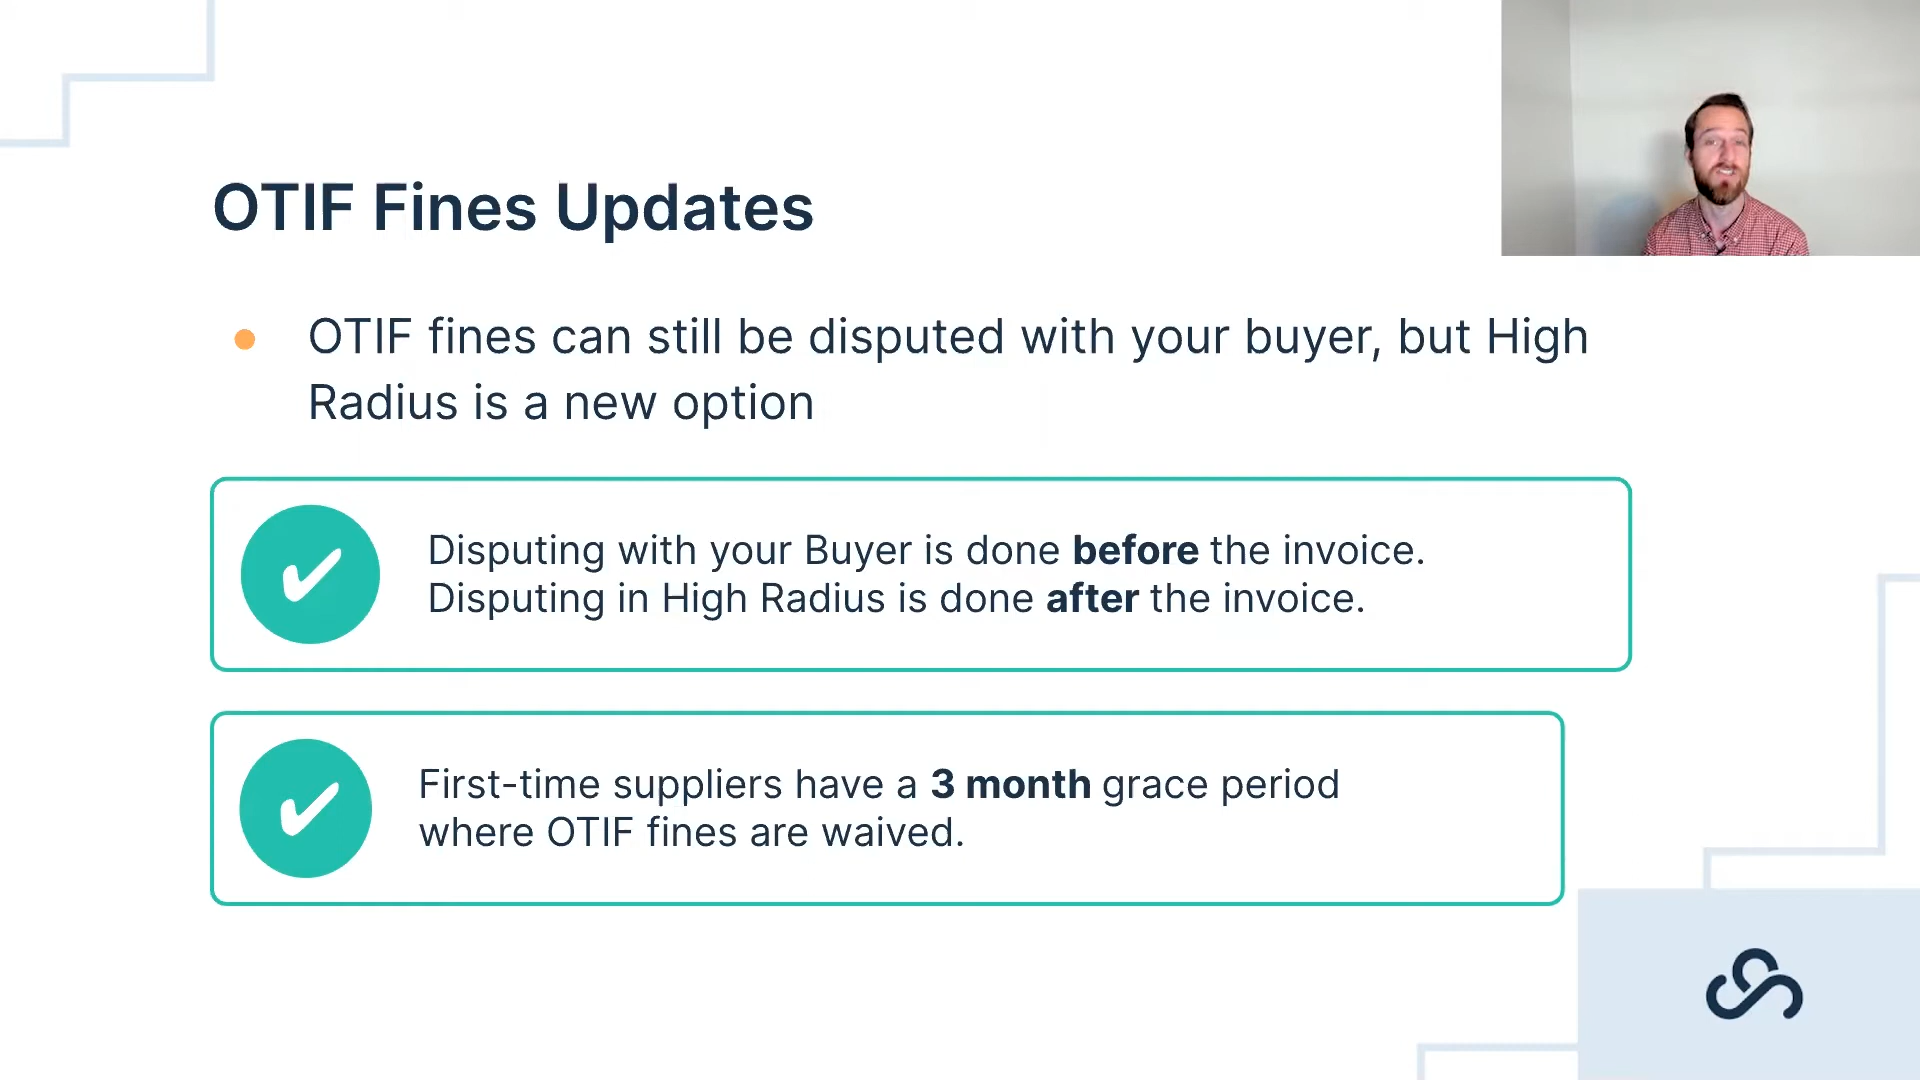 OTIF Fines Updates
OTIF fines can still be disputed with your buyer, but High
Radius is a new option
Disputing with your Buyer is done before the invoice.
Disputing in High Radius is done after the invoice.
First-time suppliers have a 3 month grace period
where OTIF fines are waived.